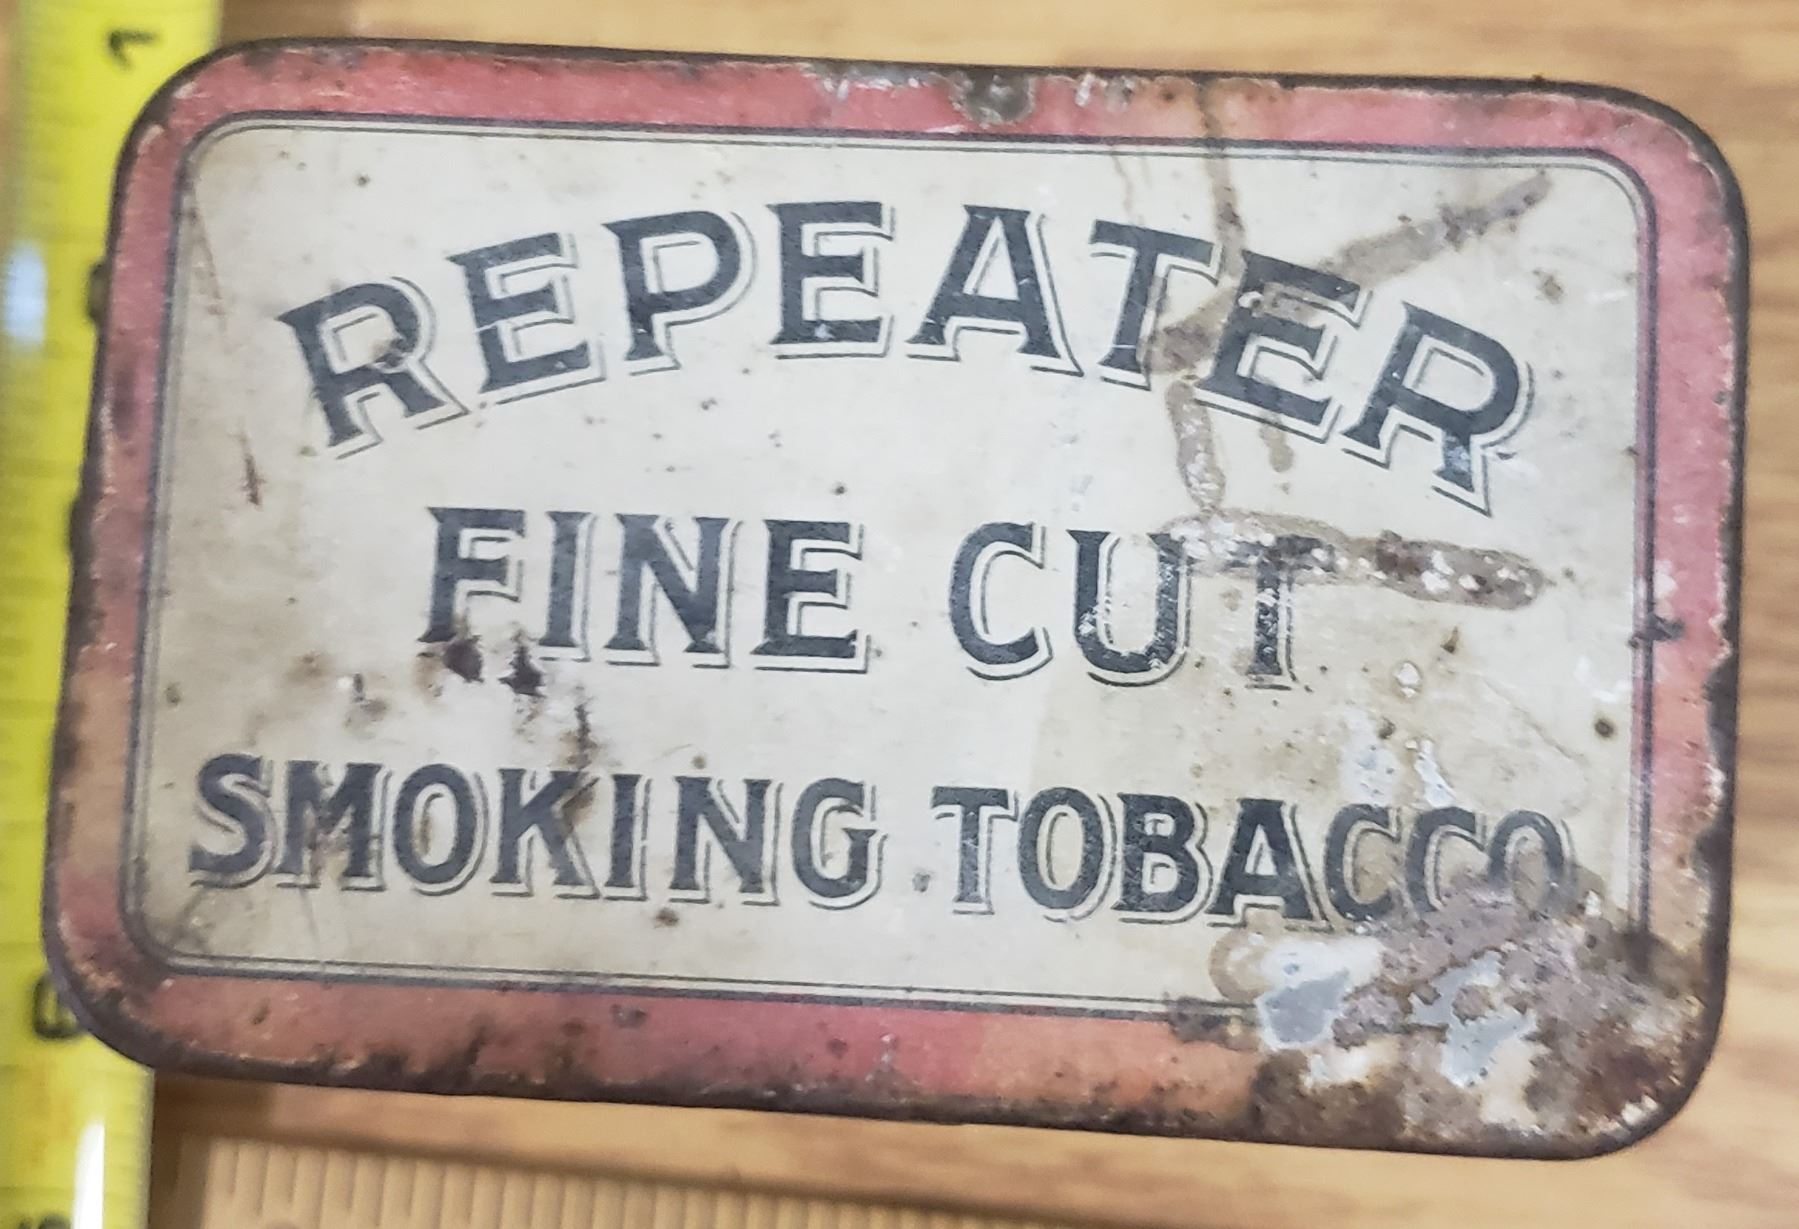 REPEATER
FINE CUT
SMOKING TOBACCO